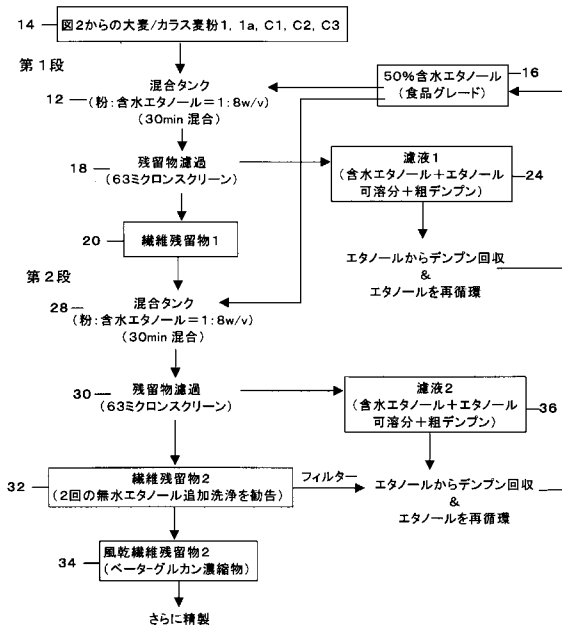 14
図2からの大麦/カラス麦粉1, 1a, C1, C2, C3
第1段
12
混合タンク
(粉:含水エタノール=1:8w/v)
(30min 混合)
50%含水エタノール
(食品グレード)
16
18
残留物濾過
(63ミクロンスクリーン)
濾液1
(含水エタノール+エタノール
可溶分+粗デンプン)
24
20
繊維残留物1
エタノールからデンプン回収
&
エタノールを再循環
第2段
28
混合タンク
(粉:含水エタノール=1:8w/v)
(30min 混合)
30
残留物濾過
(63ミクロンスクリーン)
濾液2
(含水エタノール+エタノール
可溶分+粗デンプン)
36
32
繊維残留物2
(2回の無水エタノール追加洗浄を勧告)
フィルター
エタノールからデンプン回収
&
エタノールを再循環
34
風乾繊維残留物2
(ベータ-グルカン濃縮物)
さらに精製